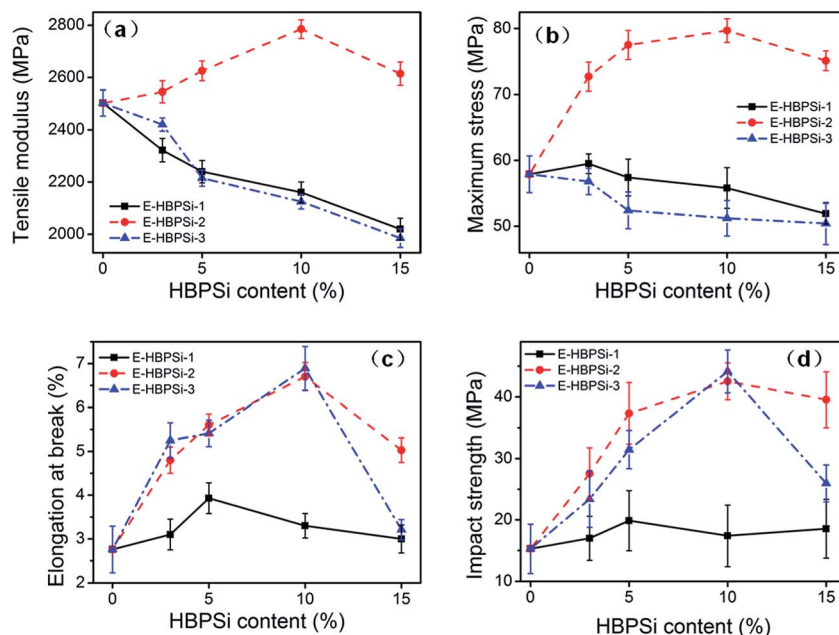 (a)
Tensile modulus (MPa)
2800
2600
2400
2200
2000
E-HBPSi-1
E-HBPSi-2
E-HBPSi-3
0 5 10 15
HBPSi content (%)
(b)
Maximum stress (MPa)
80
70
60
50
E-HBPSi-1
E-HBPSi-2
E-HBPSi-3
0 5 10 15
HBPSi content (%)
(c)
Elongation at break (%)
7
6
5
4
3
2
E-HBPSi-1
E-HBPSi-2
E-HBPSi-3
0 5 10 15
HBPSi content (%)
(d)
Impact strength (MPa)
40
30
20
10
E-HBPSi-1
E-HBPSi-2
E-HBPSi-3
0 5 10 15
HBPSi content (%)